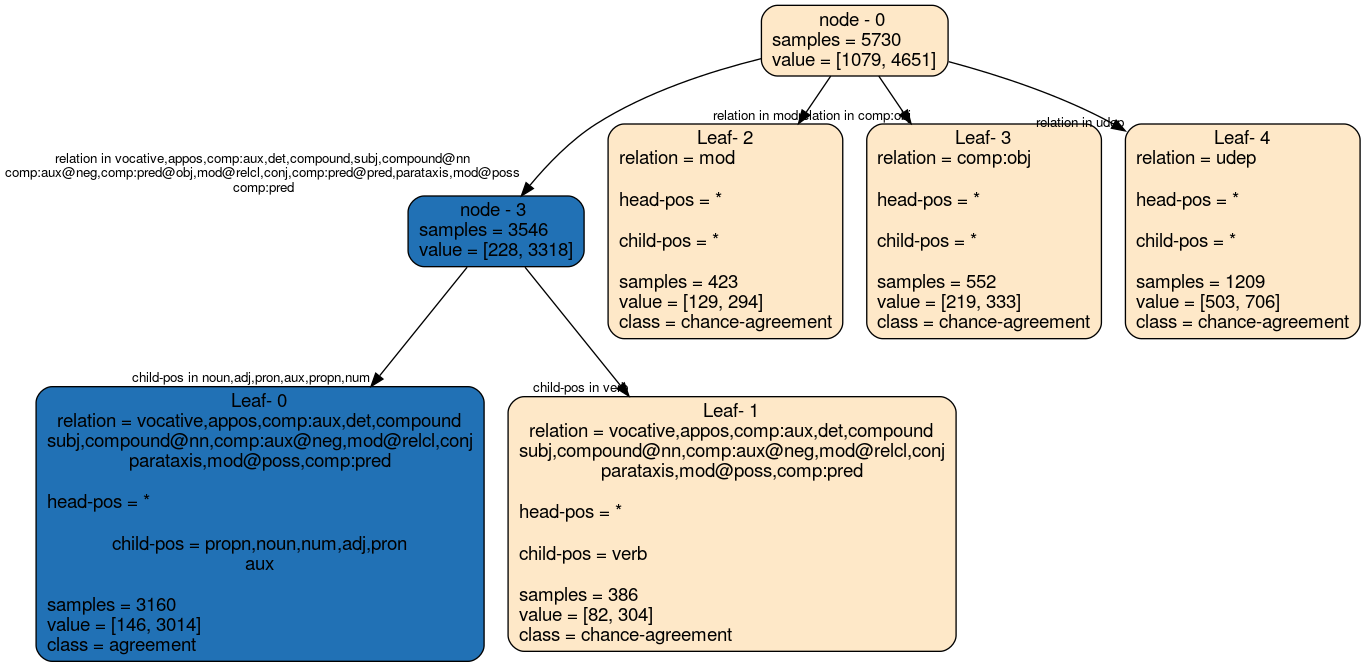 node - 0
samples = 5730
value = [1079, 4651]
relation in mod
relation in comp:obj
relation in udep
relation in vocative,appos,comp:aux,det,compound,subj,compound@nn
comp:aux@neg,comp:pred@obj,mod@relcl,conj,comp:pred@pred,parataxis,mod@poss
comp:pred
node - 3
samples = 3546
value = [228, 3318]
Leaf- 2
relation = mod
head-pos = *
child-pos = *
samples = 423
value = [129, 294]
class = chance-agreement
Leaf- 3
relation = comp:obj
head-pos = *
child-pos = *
samples = 552
value = [219, 333]
class = chance-agreement
Leaf- 4
relation = udep
head-pos = *
child-pos = *
samples = 1209
value = [503, 706]
class = chance-agreement
child-pos in noun,adj,pron,aux,propn,num
child-pos in verb
Leaf- 0
relation = vocative,appos,comp:aux,det,compound
subj,compound@nn,comp:aux@neg,mod@relcl,conj
parataxis,mod@poss,comp:pred
head-pos = *
child-pos = propn,noun,num,adj,pron
aux
samples = 3160
value = [146, 3014]
class = agreement
Leaf- 1
relation = vocative,appos,comp:aux,det,compound
subj,compound@nn,comp:aux@neg,mod@relcl,conj
parataxis,mod@poss,comp:pred
head-pos = *
child-pos = verb
samples = 386
value = [82, 304]
class = chance-agreement